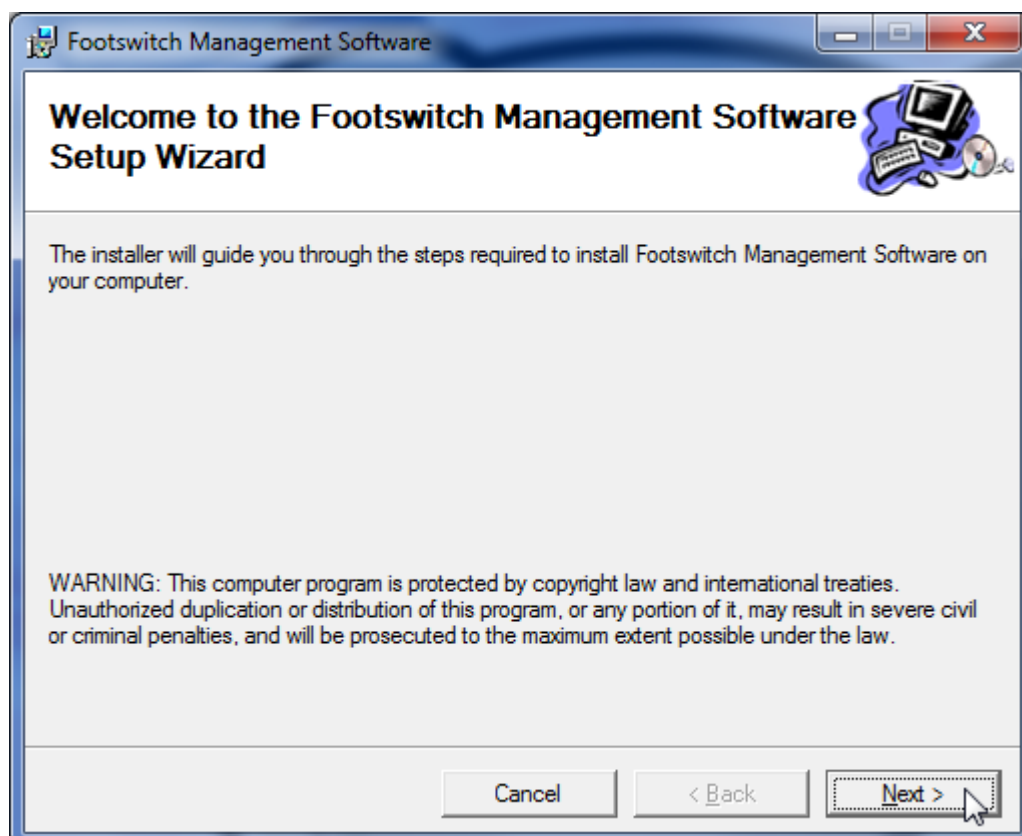 Footswitch Management Software
Welcome to the Footswitch Management Software
Setup Wizard
The installer will guide you through the steps required to install Footswitch Management Software on
your computer.
WARNING: This computer program is protected by copyright law and international treaties.
Unauthorized duplication or distribution of this program, or any portion of it, may result in severe civil
or criminal penalties, and will be prosecuted to the maximum extent possible under the law.
Cancel < Back Next >